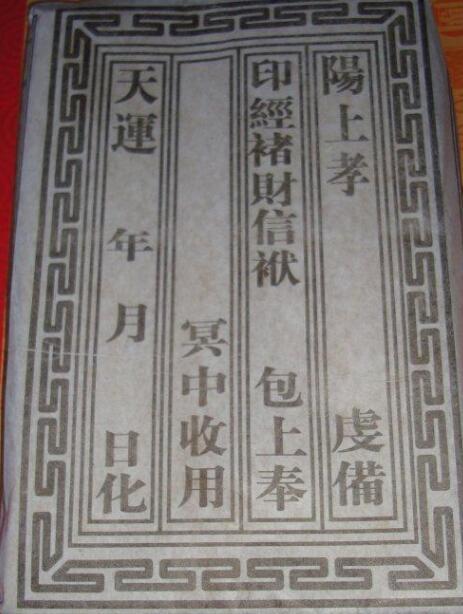 陽上孝 虔備
印經褚財信袱 包上奉
冥中收用
天運 年 月 日化